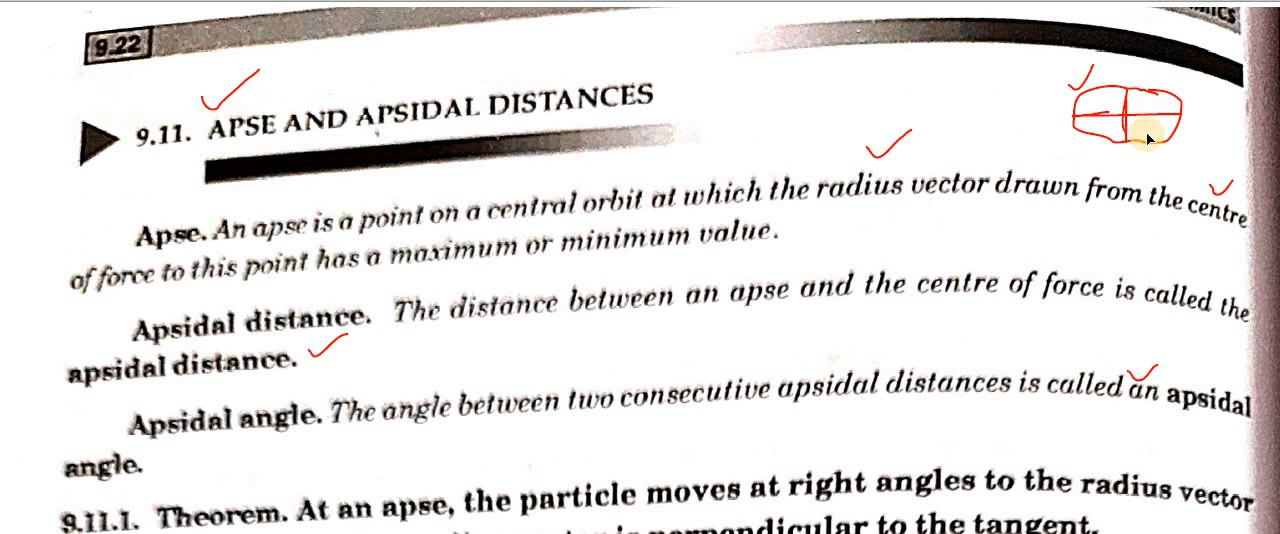 9.22
9.11. APSE AND APSIDAL DISTANCES
Apse. An apse is a point on a central orbit at which the radius vector drawn from the centre
of force to this point has a maximum or minimum value.
Apsidal distance. The distance between an apse and the centre of force is called the
apsidal distance.
Apsidal angle. The angle between two consecutive apsidal distances is called an apsidal
angle.
9.11.1. Theorem. At an apse, the particle moves at right angles to the radius vector
perpendicular to the tangent.